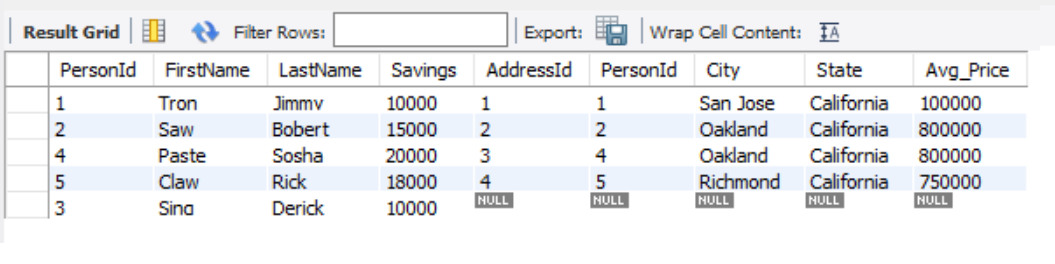 Result Grid Filter Rows: Export: Wrap Cell Content: IA
PersonId FirstName LastName Savings AddressId PersonId City State Avg_Price
1 Tron Jimmy 10000 1 1 San Jose California 100000
2 Saw Bobert 15000 2 2 Oakland California 800000
4 Paste Sosha 20000 3 4 Oakland California 800000
5 Claw Rick 18000 4 5 Richmond California 750000
3 Sing Derick 10000 NULL NULL NULL NULL NULL